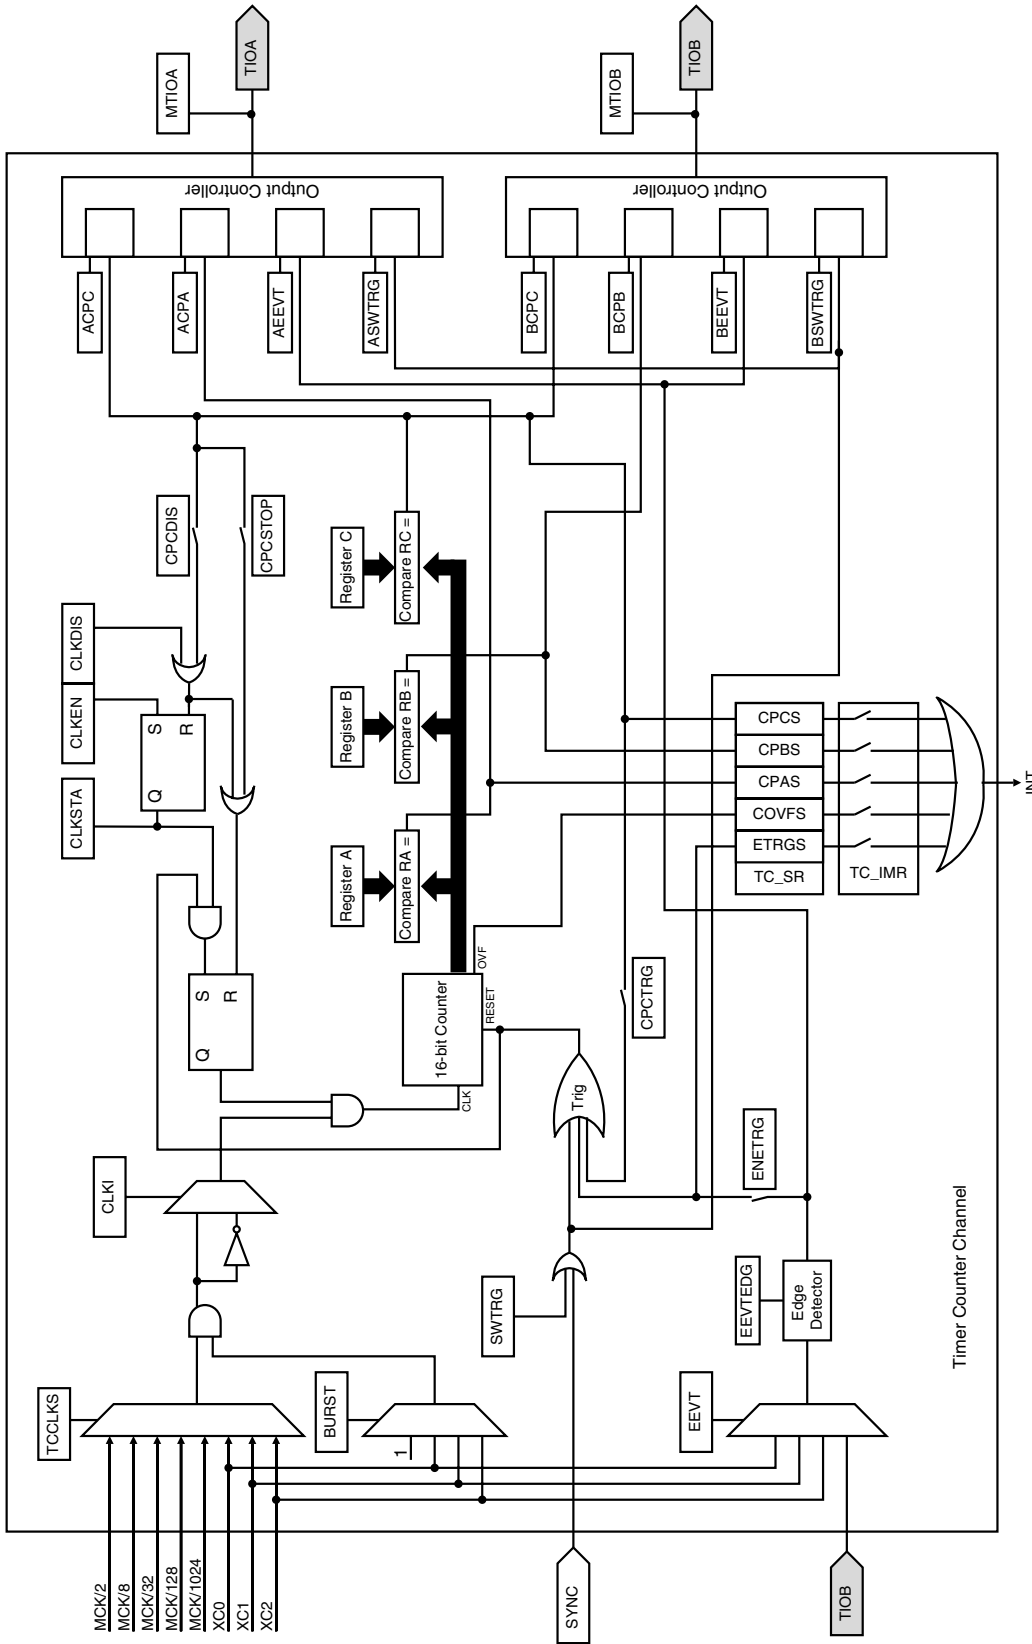 TCCLKS
MCK/2
MCK/8
MCK/32
MCK/128
MCK/1024
XC0
XC1
XC2
CLKI
CLKSTA
CLKEN
CLKDIS
Q
S
R
Q
S
R
CPCDIS
CPCSTOP
ACPC
ACPA
AEEVT
ASWTRG
Output Controller
MTIOA
TIOA
BURST
1
Register A
Register B
Register C
Compare RA =
Compare RB =
Compare RC =
16-bit Counter
CLK
RESET
OVF
SWTRG
SYNC
Trig
CPCTRG
BCPC
BCPB
BEEVT
BSWTRG
Output Controller
MTIOB
TIOB
EEVT
TIOB
EEVTEDG
Edge
Detector
ENETRG
CPCS
CPBS
CPAS
COVFS
ETRGS
TC_SR
TC_IMR
INT
Timer Counter Channel